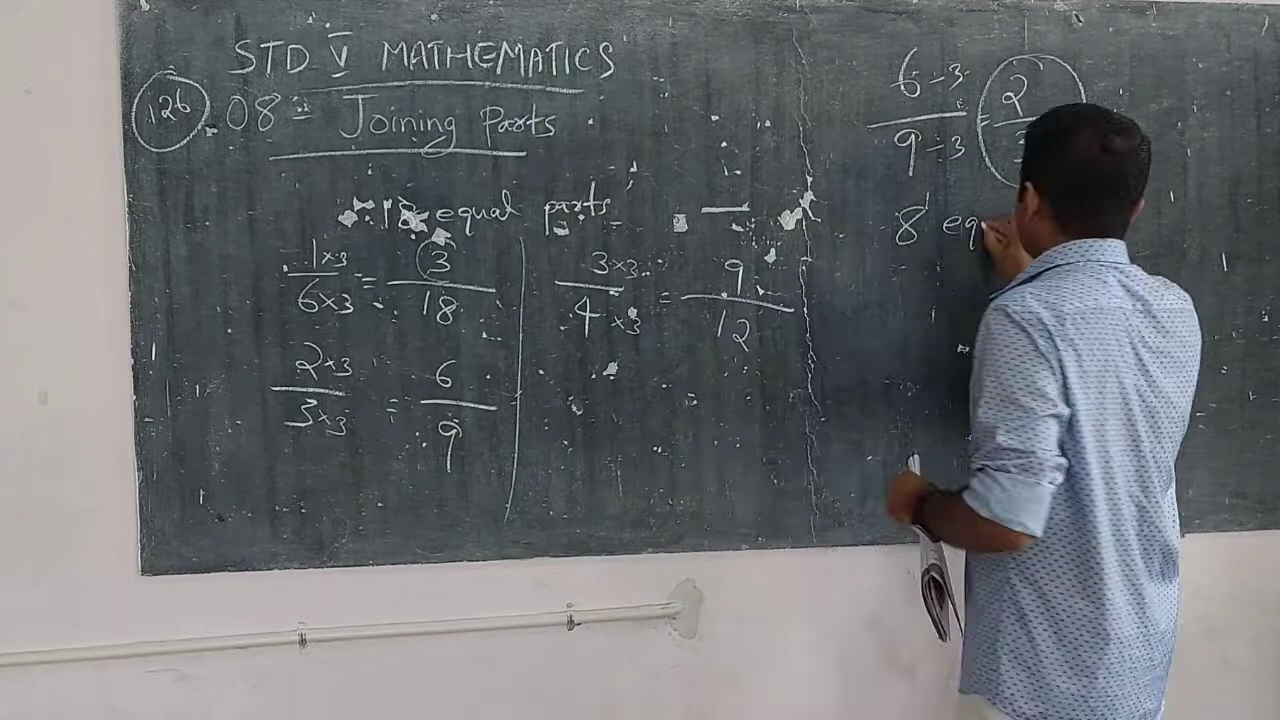 STD V MATHEMATICS
126
08 = Joining Parts
18 equal parts
1×3 / 6×3 = 3 / 18
2×3 / 3×3 = 6 / 9
3×3 / 4×3 = 9 / 12
6÷3 / 9÷3 = 2 / 3
8 eq